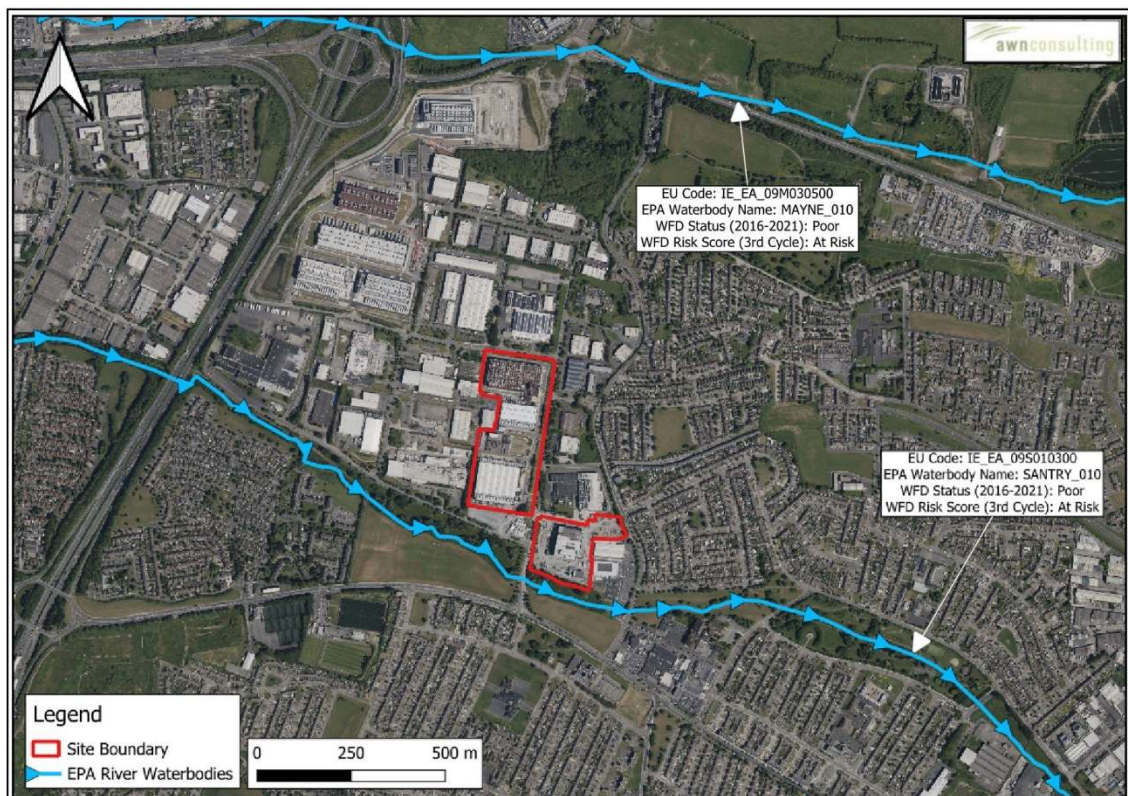 awnconsulting
EU Code: IE_EA_09M030500
EPA Waterbody Name: MAYNE_010
WFD Status (2016-2021): Poor
WFD Risk Score (3rd Cycle): At Risk
EU Code: IE_EA_09S010300
EPA Waterbody Name: SANTRY_010
WFD Status (2016-2021): Poor
WFD Risk Score (3rd Cycle): At Risk
Legend
Site Boundary
EPA River Waterbodies
0 250 500 m